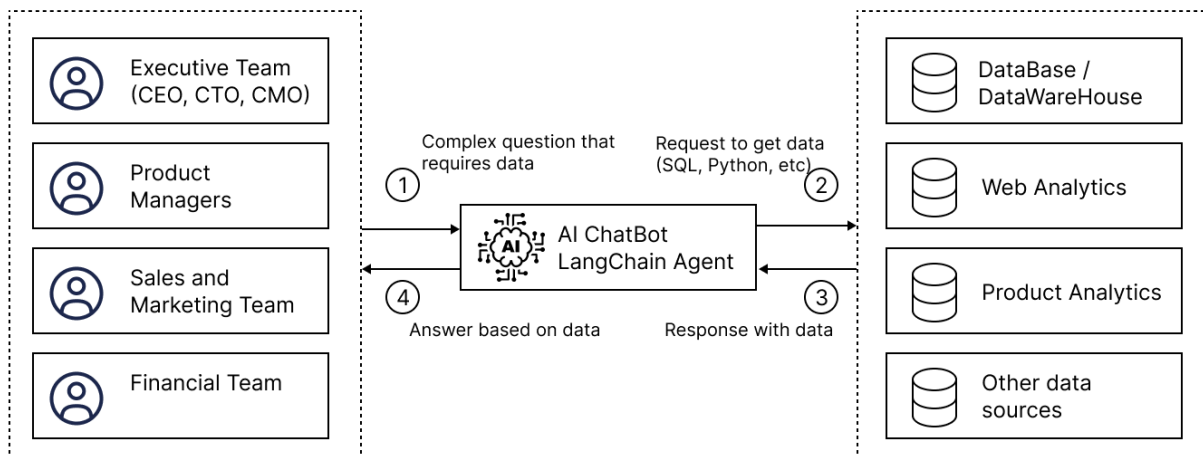 Executive Team
(CEO, CTO, CMO)
Product
Managers
Sales and
Marketing Team
Financial Team
Complex question that
requires data
1
Request to get data
(SQL, Python, etc)
2
AI
AI ChatBot
LangChain Agent
4
Answer based on data
3
Response with data
DataBase /
DataWareHouse
Web Analytics
Product Analytics
Other data
sources